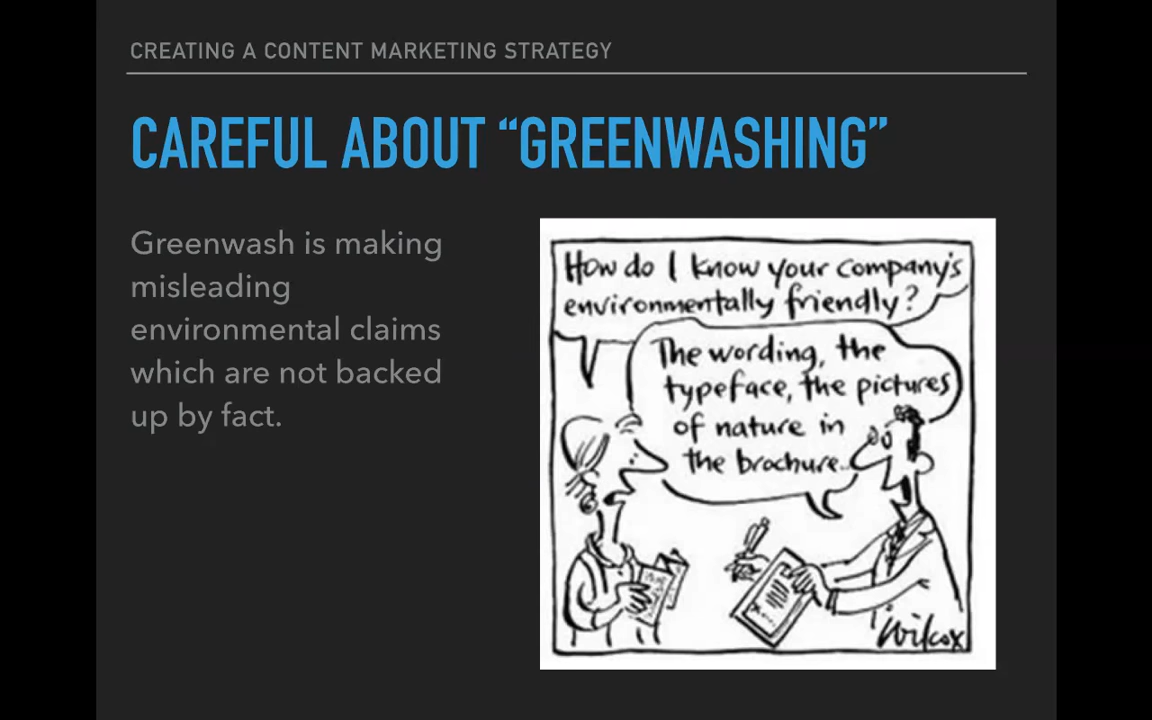 CREATING A CONTENT MARKETING STRATEGY
CAREFUL ABOUT “GREENWASHING”
Greenwash is making
misleading
environmental claims
which are not backed
up by fact.
How do I know your company's
environmentally friendly?
The wording, the
typeface, the pictures
of nature in
the brochure..
Wilcox